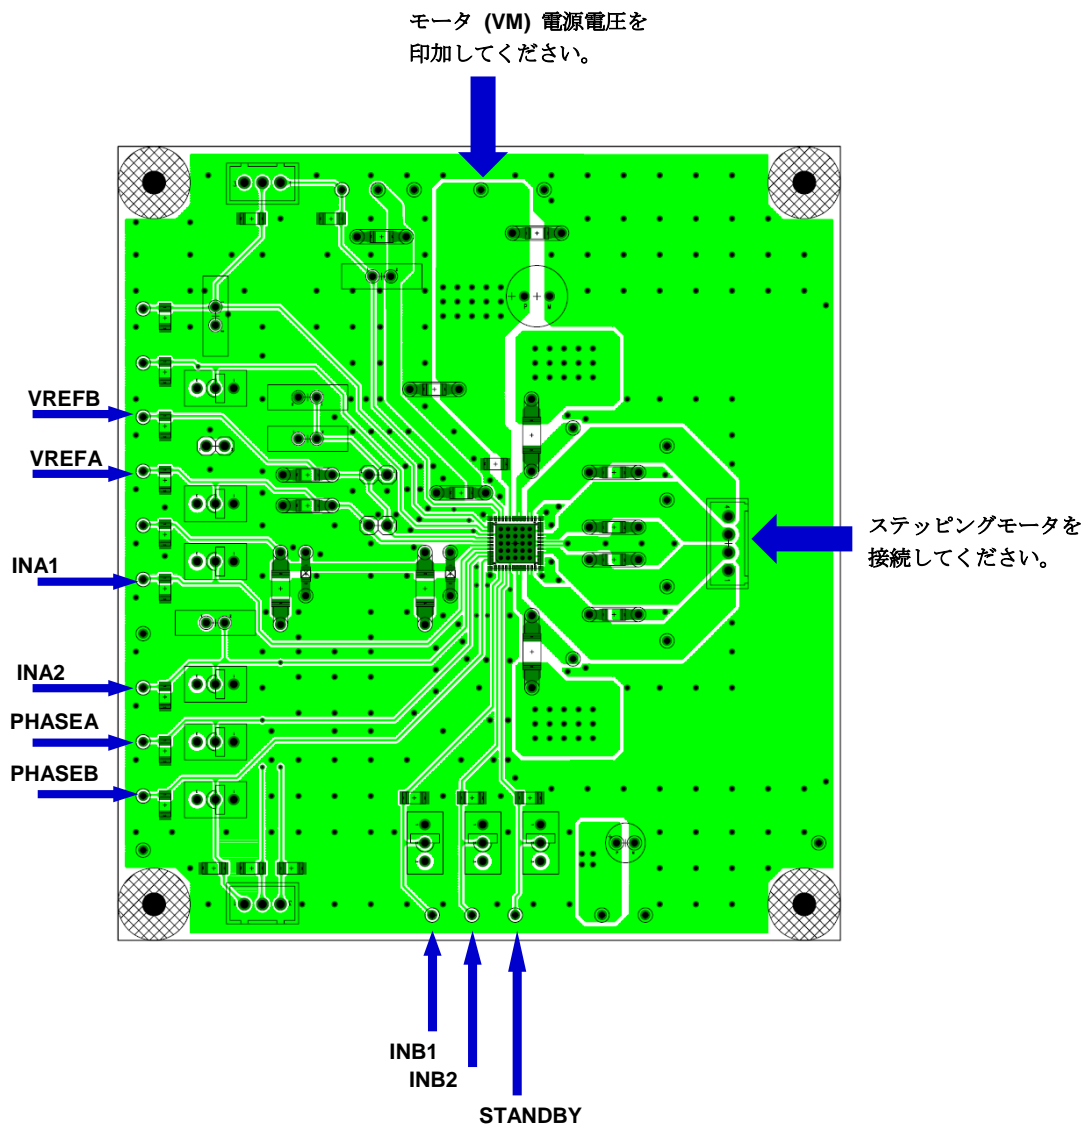 モータ (VM) 電源電圧を
印加してください。
VREFB
VREFA
ステッピングモータを
接続してください。
INA1
INA2
PHASEA
PHASEB
INB1
INB2
STANDBY